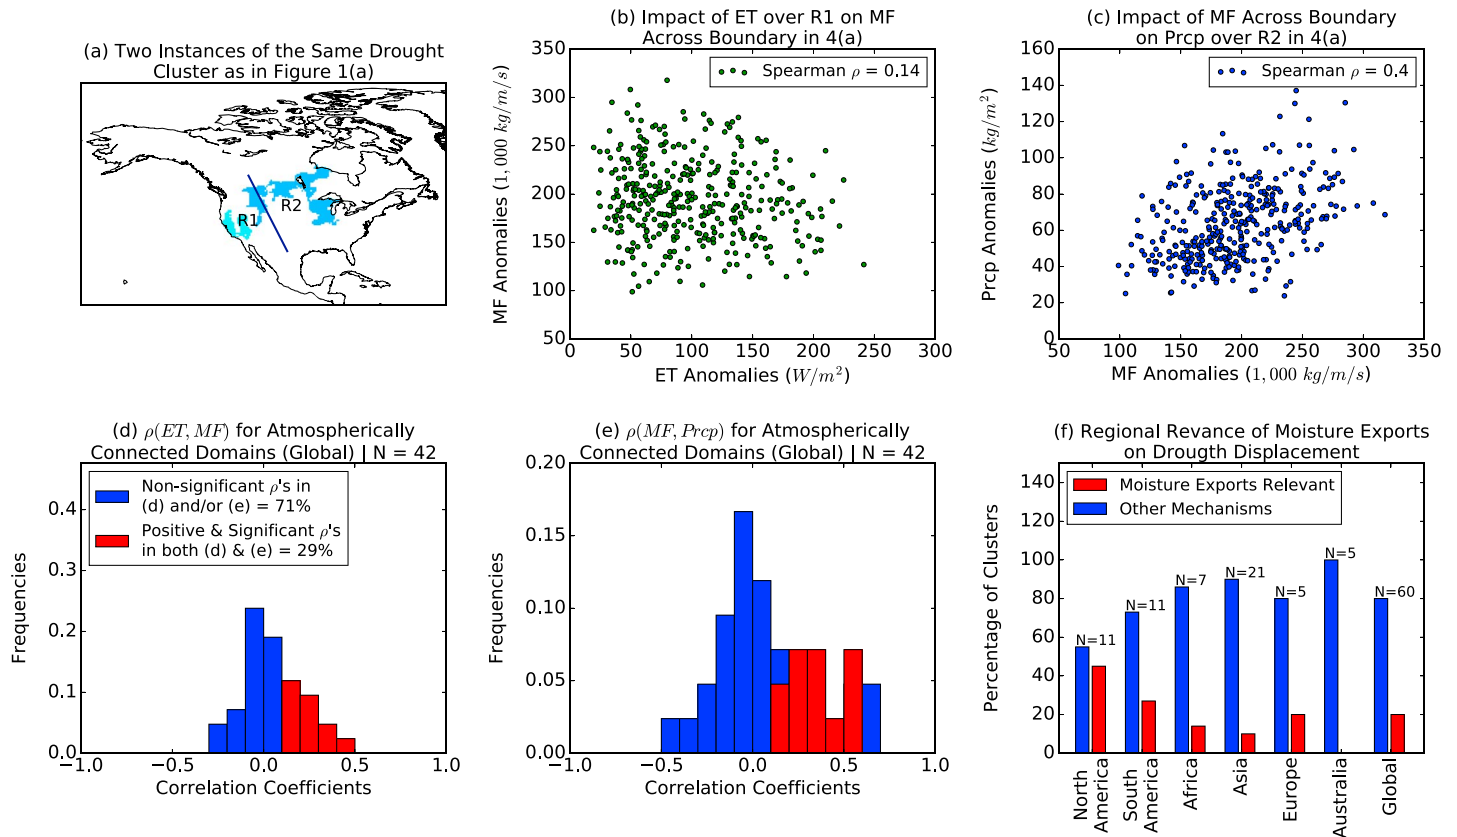 (a) Two Instances of the Same Drought
Cluster as in Figure 1(a)
R1
R2
(b) Impact of ET over R1 on MF
Across Boundary in 4(a)
Spearman ρ = 0.14
MF Anomalies (1,000 kg/m/s)
350
300
250
200
150
100
50
0 50 100 150 200 250 300
ET Anomalies (W/m²)
(c) Impact of MF Across Boundary
on Prcp over R2 in 4(a)
Spearman ρ = 0.4
Prcp Anomalies (kg/m²)
160
140
120
100
80
60
40
20
0
50 100 150 200 250 300 350
MF Anomalies (1,000 kg/m/s)
(d) ρ(ET, MF) for Atmospherically
Connected Domains (Global) | N = 42
Non-significant ρ's in
(d) and/or (e) = 71%
Positive & Significant ρ's
in both (d) & (e) = 29%
Frequencies
0.4
0.3
0.2
0.1
0.0
−1.0 −0.5 0.0 0.5 1.0
Correlation Coefficients
(e) ρ(MF, Prcp) for Atmospherically
Connected Domains (Global) | N = 42
Frequencies
0.20
0.15
0.10
0.05
0.00
−1.0 −0.5 0.0 0.5 1.0
Correlation Coefficients
(f) Regional Revance of Moisture Exports
on Drougth Displacement
Moisture Exports Relevant
Other Mechanisms
Percentage of Clusters
140
120
100
80
60
40
20
0
N=11
N=11
N=7
N=21
N=5
N=5
N=60
North
America
South
America
Africa
Asia
Europe
Australia
Global